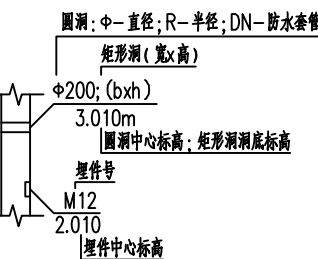 圆洞:Φ-直径;R-半径;DN-防水套管
矩形洞(宽x高)
Φ200;(bxh)
3.010m
圆洞中心标高;矩形洞洞底标高
埋件号
M12
2.010
埋件中心标高